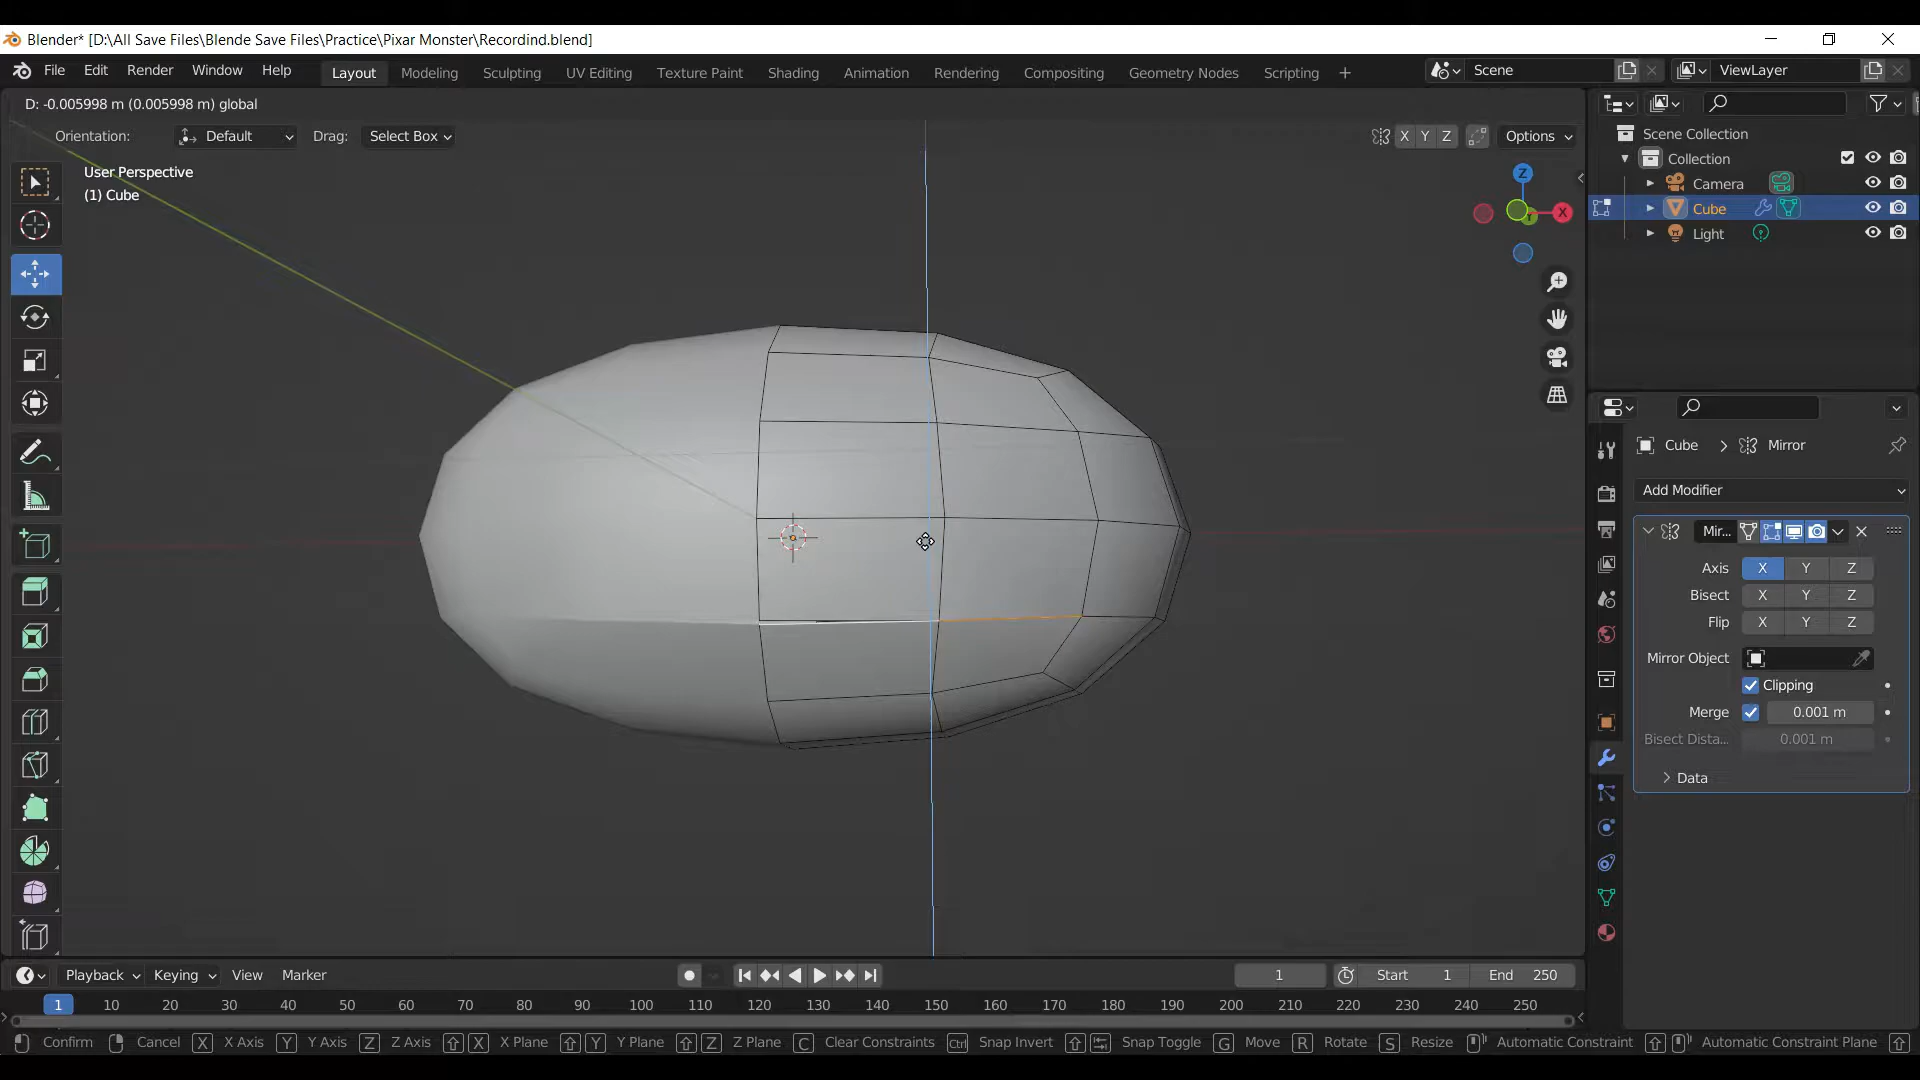 Blender* [D:\All Save Files\Blende Save Files\Practice\Pixar Monster\Recordind.blend]
File Edit Render Window Help Layout Modeling Sculpting UV Editing Texture Paint Shading Animation Rendering Compositing Geometry Nodes Scripting + Scene ViewLayer
D: -0.005998 m (0.005998 m) global
Orientation: Default Drag: Select Box X Y Z Options
User Perspective
(1) Cube
Z
X
Scene Collection
Collection
Camera
Cube
Light
Cube > Mirror
Add Modifier
Mir...
Axis X Y Z
Bisect X Y Z
Flip X Y Z
Mirror Object
Clipping
Merge 0.001 m
Bisect Dista... 0.001 m
Data
Playback Keying View Marker 1 Start 1 End 250
1 10 20 30 40 50 60 70 80 90 100 110 120 130 140 150 160 170 180 190 200 210 220 230 240 250
Confirm Cancel X X Axis Y Y Axis Z Z Axis X X Plane Y Y Plane Z Z Plane C Clear Constraints Ctrl Snap Invert Snap Toggle G Move R Rotate S Resize Automatic Constraint Automatic Constraint Plane